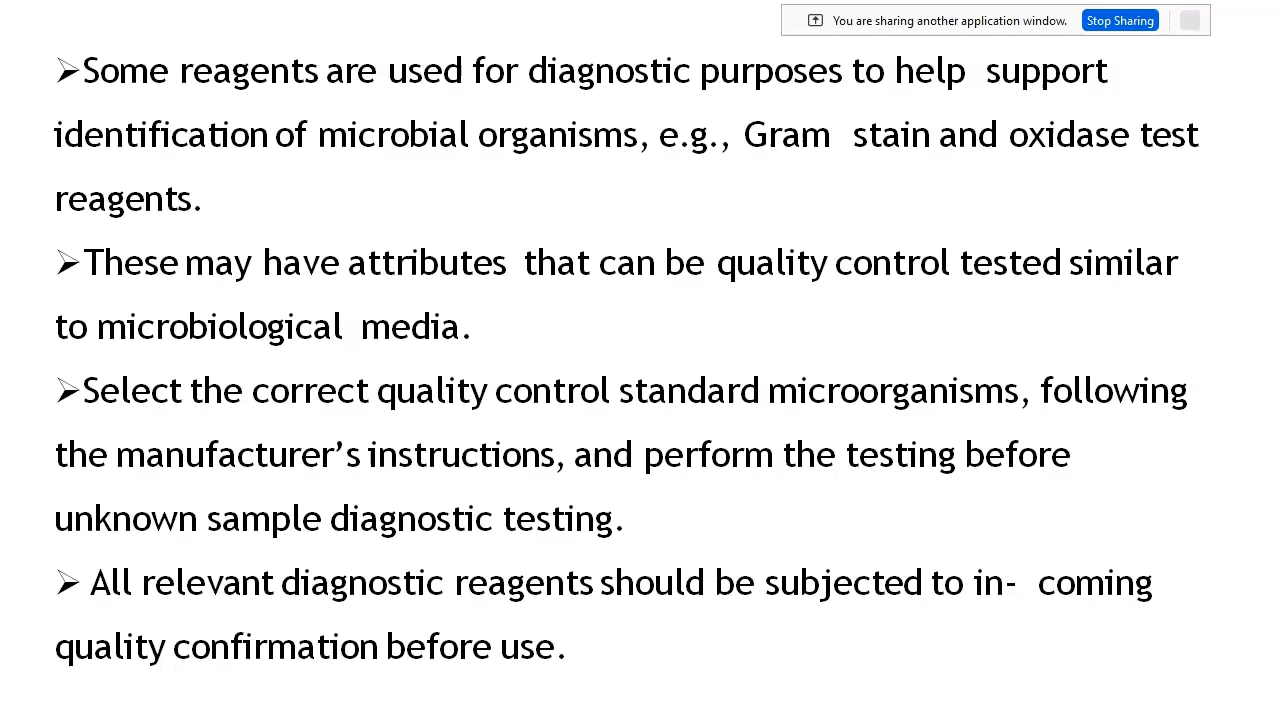 You are sharing another application window. Stop Sharing
➢Some reagents are used for diagnostic purposes to help support
identification of microbial organisms, e.g., Gram stain and oxidase test
reagents.
➢These may have attributes that can be quality control tested similar
to microbiological media.
➢Select the correct quality control standard microorganisms, following
the manufacturer’s instructions, and perform the testing before
unknown sample diagnostic testing.
➢ All relevant diagnostic reagents should be subjected to in- coming
quality confirmation before use.